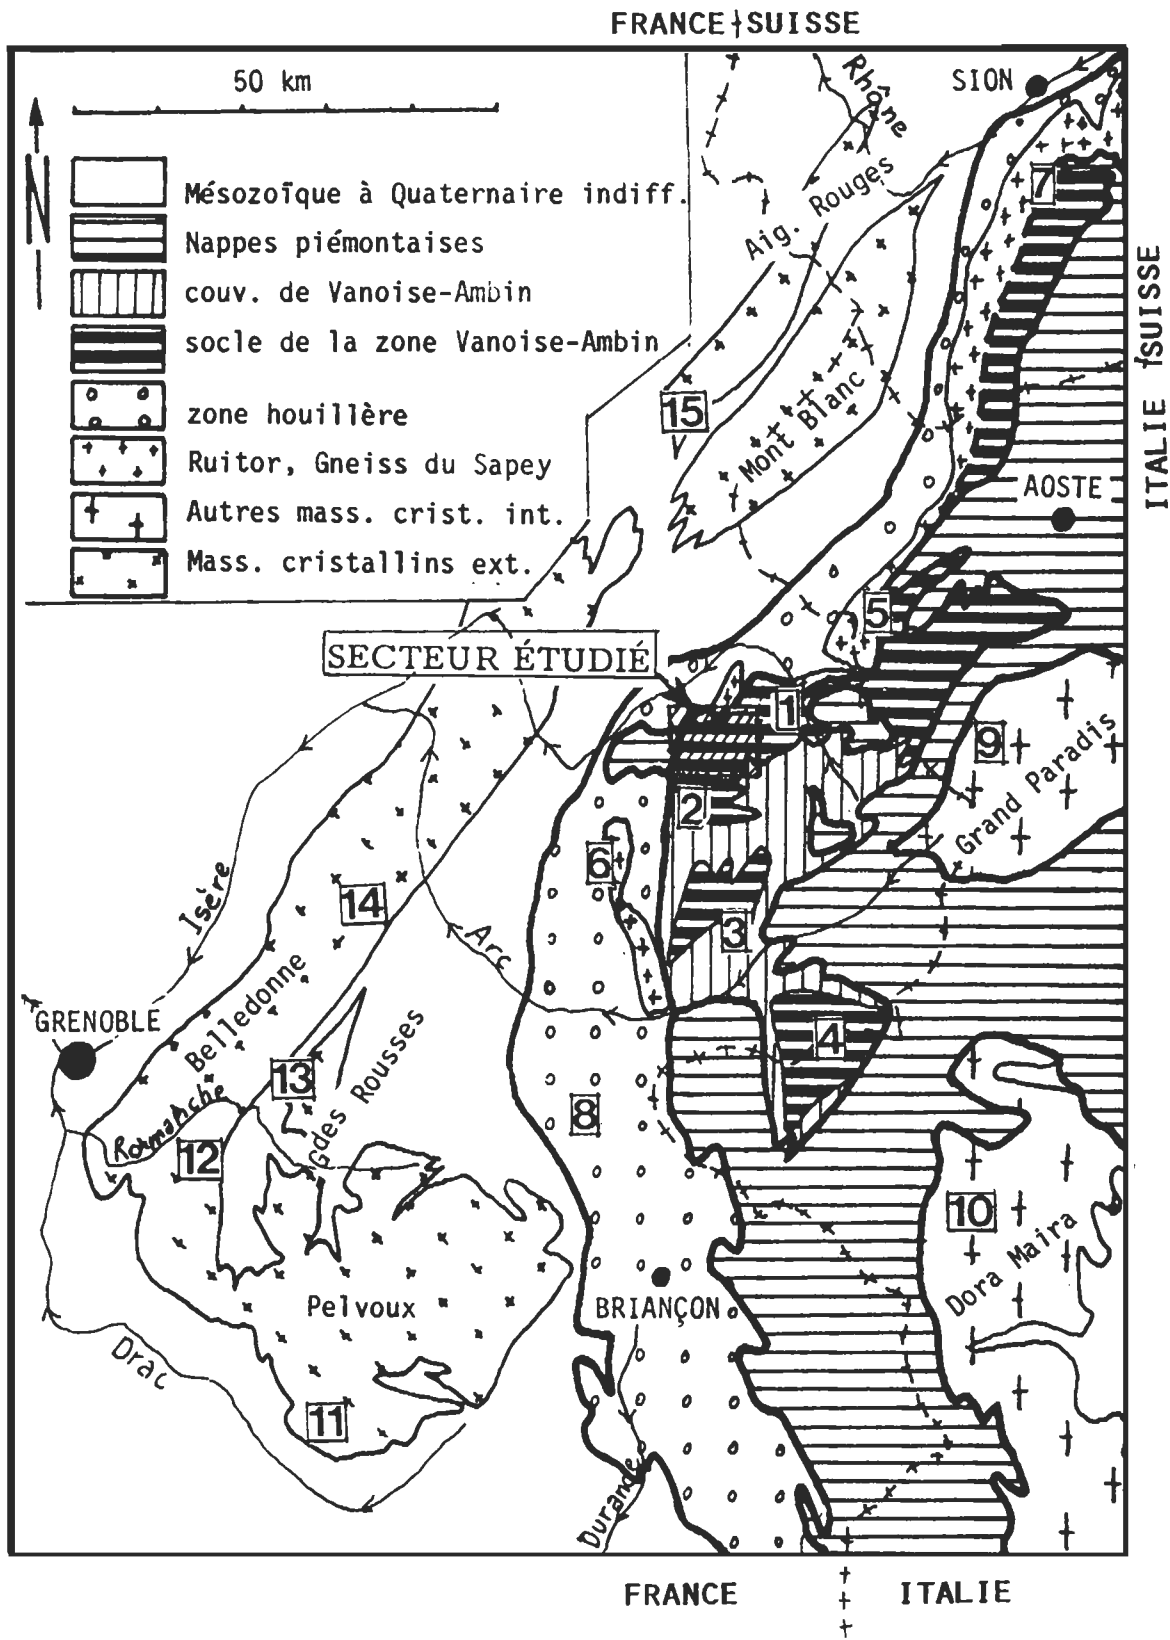 FRANCE SUISSE
50 km
SION
Rhône
N
Mésozoïque à Quaternaire indiff.
Nappes piémontaises
couv. de Vanoise-Ambin
socle de la zone Vanoise-Ambin
zone houillère
Ruitor, Gneiss du Sapey
Autres mass. crist. int.
Mass. cristallins ext.
Aig. Rouges
7
ITALIE SUISSE
15
Mont Blanc
AOSTE
5
SECTEUR ÉTUDIÉ
1
9
Grand Paradis
2
6
Isère
14
3
Arc
GRENOBLE
Belledonne
4
13
Gdes Rousses
8
Romanche
12
10
Dora Maira
Pelvoux
BRIANÇON
Drac
11
Durande
FRANCE
ITALIE